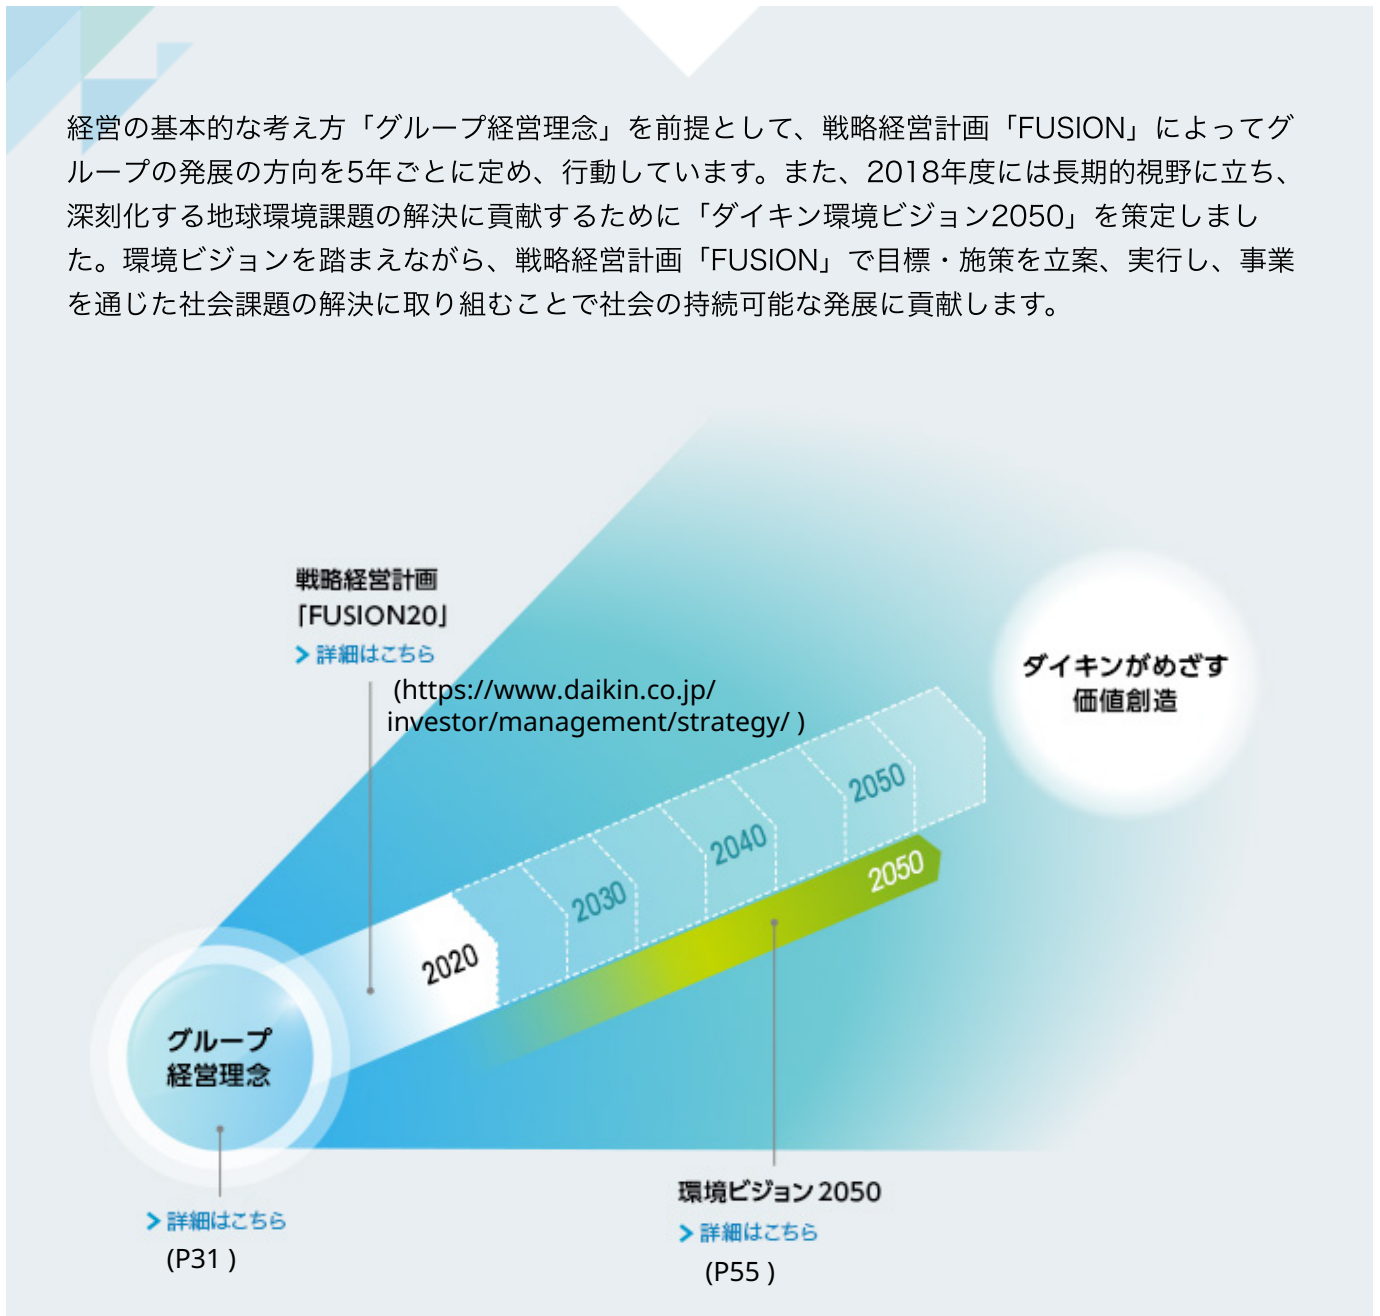 経営の基本的な考え方「グループ経営理念」を前提として、戦略経営計画「FUSION」によってグ
ループの発展の方向を5年ごとに定め、行動しています。また、2018年度には長期的視野に立ち、
深刻化する地球環境課題の解決に貢献するために「ダイキン環境ビジョン2050」を策定しまし
た。環境ビジョンを踏まえながら、戦略経営計画「FUSION」で目標・施策を立案、実行し、事業
を通じた社会課題の解決に取り組むことで社会の持続可能な発展に貢献します。
戦略経営計画
「FUSION20」
詳細はこちら
(https://www.daikin.co.jp/
investor/management/strategy/ )
ダイキンがめざす
価値創造
2050
2040
2030
2020
2050
グループ
経営理念
詳細はこちら
(P31 )
環境ビジョン2050
詳細はこちら
(P55 )